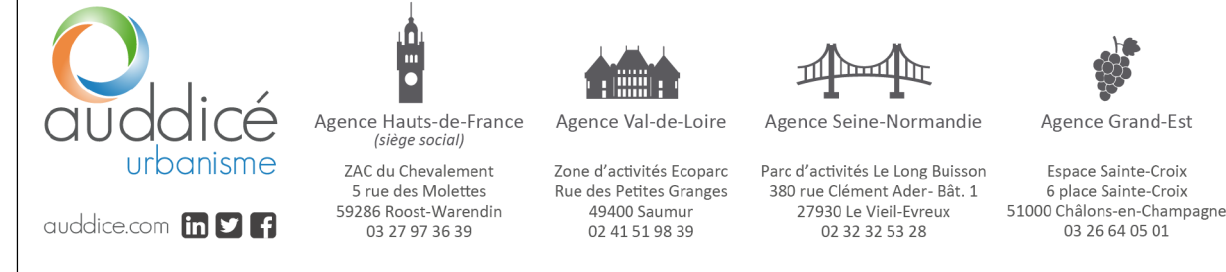 auddicé
urbanisme
auddice.com
Agence Hauts-de-France
(siège social)
ZAC du Chevalement
5 rue des Molettes
59286 Roost-Warendin
03 27 97 36 39
Agence Val-de-Loire
Zone d'activités Ecoparc
Rue des Petites Granges
49400 Saumur
02 41 51 98 39
Agence Seine-Normandie
Parc d'activités Le Long Buisson
380 rue Clément Ader- Bât. 1
27930 Le Vieil-Evreux
02 32 32 53 28
Agence Grand-Est
Espace Sainte-Croix
6 place Sainte-Croix
51000 Châlons-en-Champagne
03 26 64 05 01